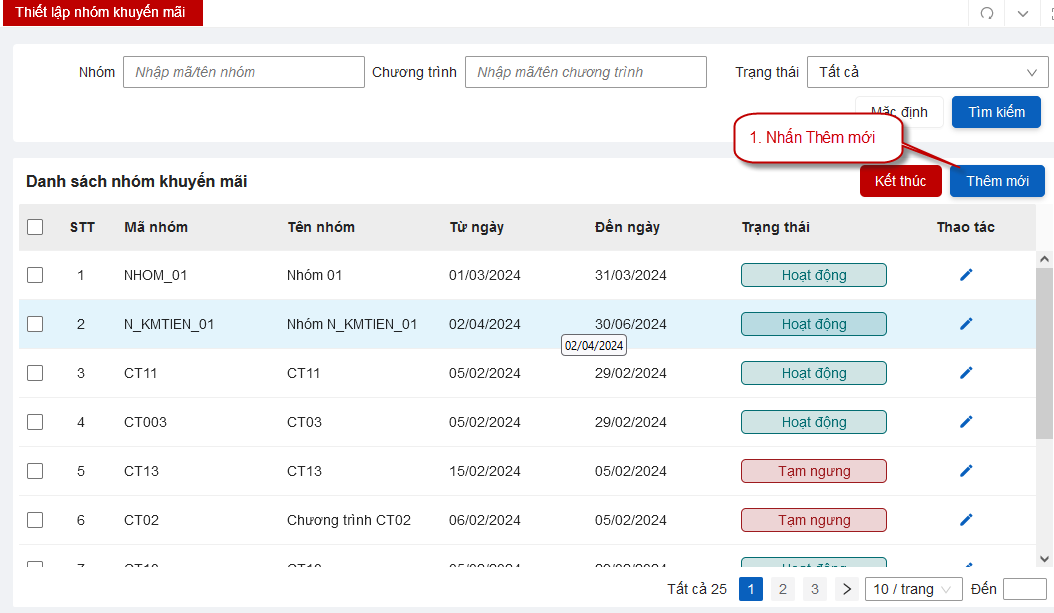 Thiết lập nhóm khuyến mãi
Nhóm Nhập mã/tên nhóm Chương trình Nhập mã/tên chương trình Trạng thái Tất cả
Mặc định Tìm kiếm
1. Nhấn Thêm mới
Danh sách nhóm khuyến mãi Kết thúc Thêm mới
STT Mã nhóm Tên nhóm Từ ngày Đến ngày Trạng thái Thao tác
1 NHOM_01 Nhóm 01 01/03/2024 31/03/2024 Hoạt động
2 N_KMTIEN_01 Nhóm N_KMTIEN_01 02/04/2024 30/06/2024 Hoạt động
02/04/2024
3 CT11 CT11 05/02/2024 29/02/2024 Hoạt động
4 CT003 CT03 05/02/2024 29/02/2024 Hoạt động
5 CT13 CT13 15/02/2024 05/02/2024 Tạm ngưng
6 CT02 Chương trình CT02 06/02/2024 05/02/2024 Tạm ngưng
Hoạt động
Tất cả 25 1 2 3 10 / trang Đến